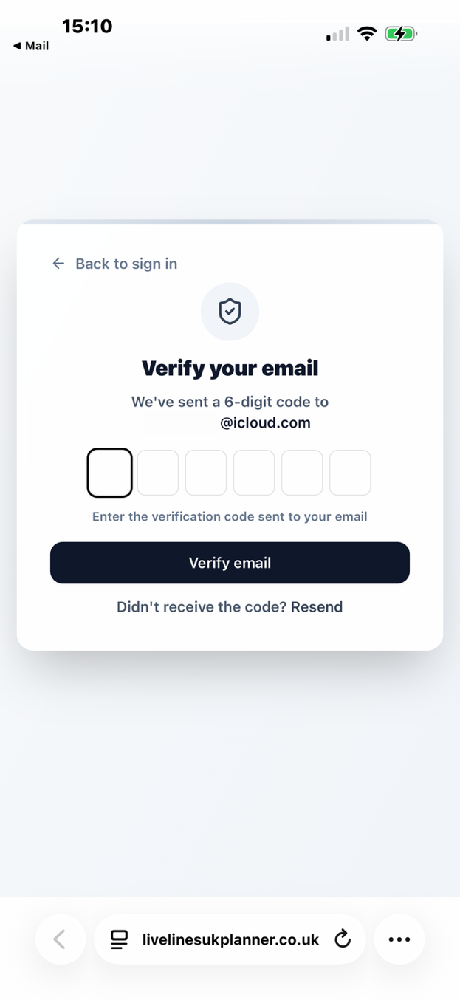 15:10
◀ Mail
← Back to sign in
Verify your email
We've sent a 6-digit code to
@icloud.com
Enter the verification code sent to your email
Verify email
Didn't receive the code? Resend
livelinesukplanner.co.uk